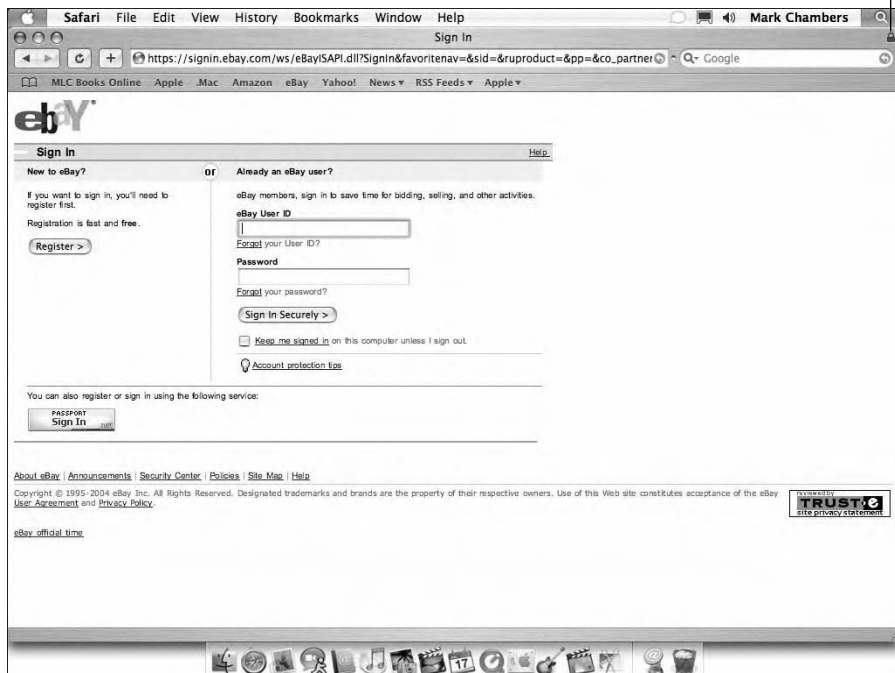 Safari File Edit View History Bookmarks Window Help Mark Chambers
Sign In
https://signin.ebay.com/ws/eBayISAPI.dll?SignIn&favoritenav=&sid=&ruproduct=&pp=&co_partner Google
MLC Books Online Apple .Mac Amazon eBay Yahoo! News RSS Feeds Apple
ebY
Sign In Help
New to eBay? or Already an eBay user?
If you want to sign in, you'll need to
register first.
Registration is fast and free.
Register >
eBay members, sign in to save time for bidding, selling, and other activities.
eBay User ID
Forgot your User ID?
Password
Forgot your password?
Sign In Securely >
Keep me signed in on this computer unless I sign out.
Account protection tips
You can also register or sign in using the following service:
PASSPORT
Sign In .net
About eBay | Announcements | Security Center | Policies | Site Map | Help
Copyright © 1995-2004 eBay Inc. All Rights Reserved. Designated trademarks and brands are the property of their respective owners. Use of this Web site constitutes acceptance of the eBay
User Agreement and Privacy Policy.
reviewed by
TRUSTe
site privacy statement
eBay official time
17